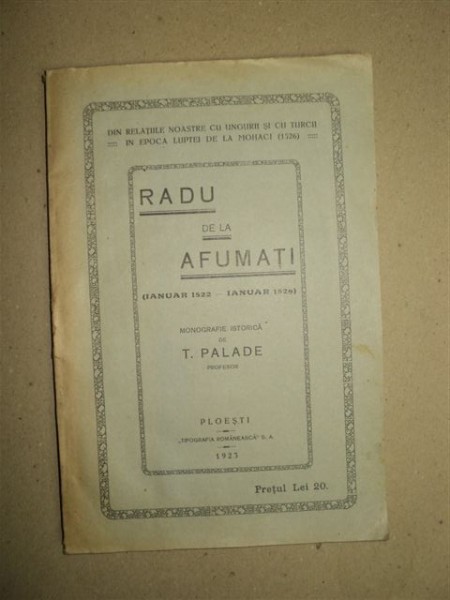 DIN RELAȚIILE NOASTRE CU UNGURII ȘI CU TURCII
IN EPOCA LUPTEI DE LA MOHACI (1526)
RADU
DE LA
AFUMAȚI
(IANUAR 1522 — IANUAR 1529)
MONOGRAFIE ISTORICĂ
DE
T. PALADE
PROFESOR
PLOEȘTI
„TIPOGRAFIA ROMÂNEASCĂ” S. A.
1923
Prețul Lei 20.